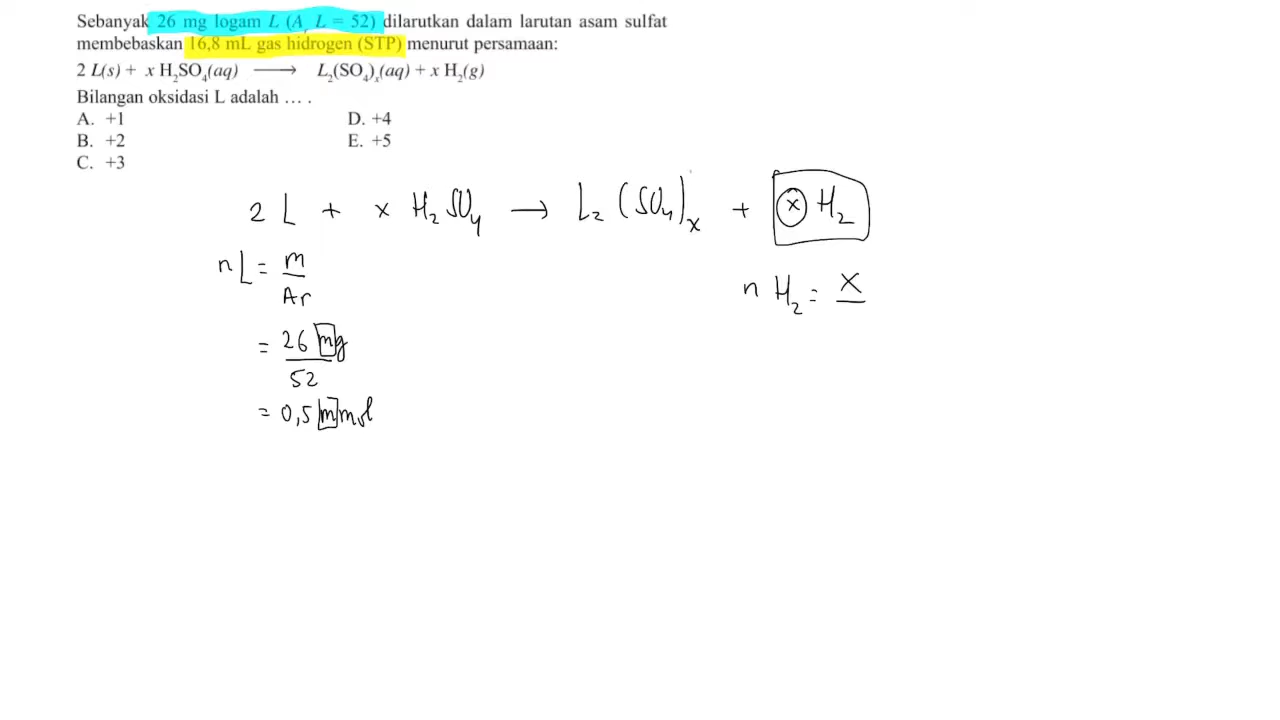 Sebanyak 26 mg logam L (Ar L = 52) dilarutkan dalam larutan asam sulfat
membebaskan 16,8 mL gas hidrogen (STP) menurut persamaan:
2 L(s) + x H2SO4(aq) ⟶ L2(SO4)x(aq) + x H2(g)
Bilangan oksidasi L adalah ... .
A. +1
B. +2
C. +3
D. +4
E. +5
2 L + x H2SO4 → L2 (SO4)x + x H2
n L = m/Ar
= 26 mg/52
= 0,5 mmol
n H2 = x